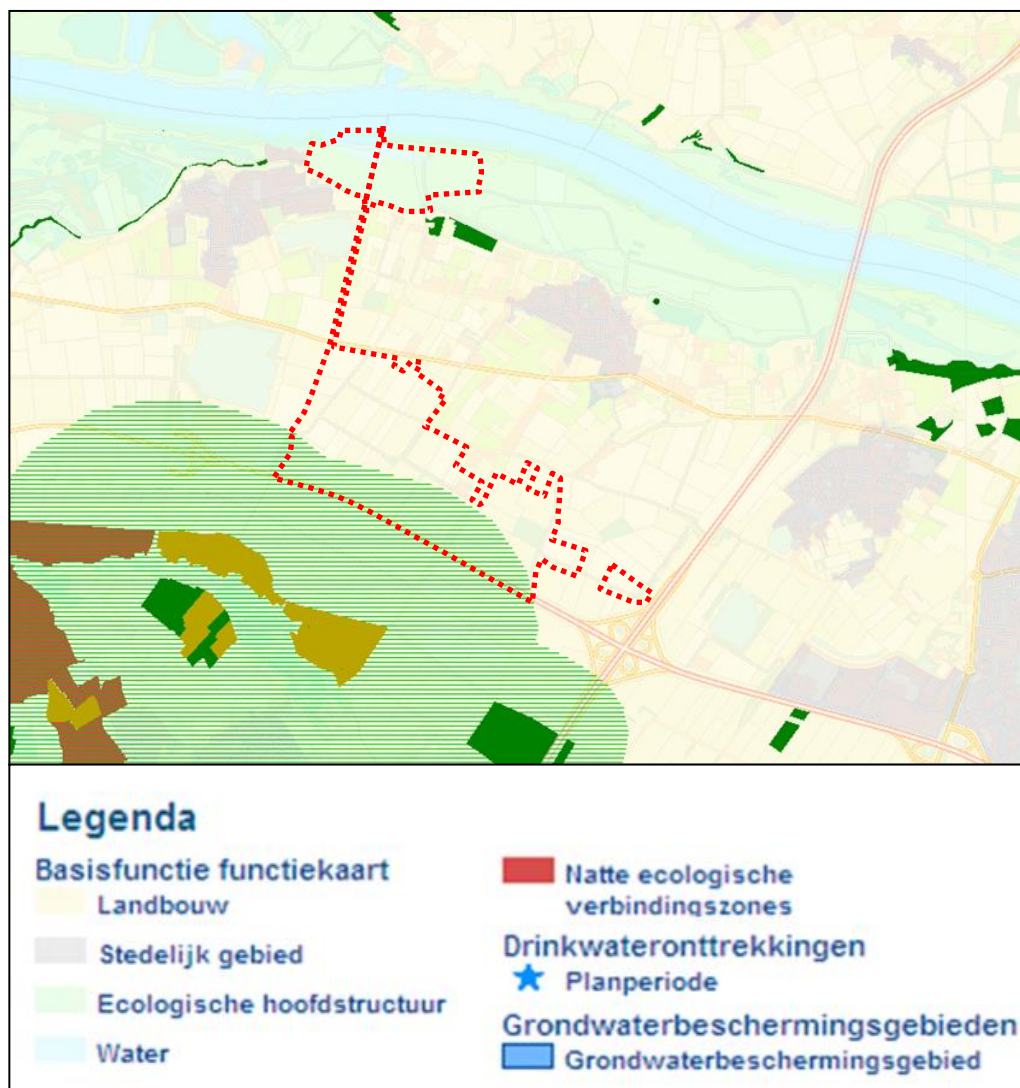 Legenda
Basisfunctie functiekaart
Landbouw
Stedelijk gebied
Ecologische hoofdstructuur
Water
Natte ecologische
verbindingszones
Drinkwateronttrekkingen
Planperiode
Grondwaterbeschermingsgebieden
Grondwaterbeschermingsgebied